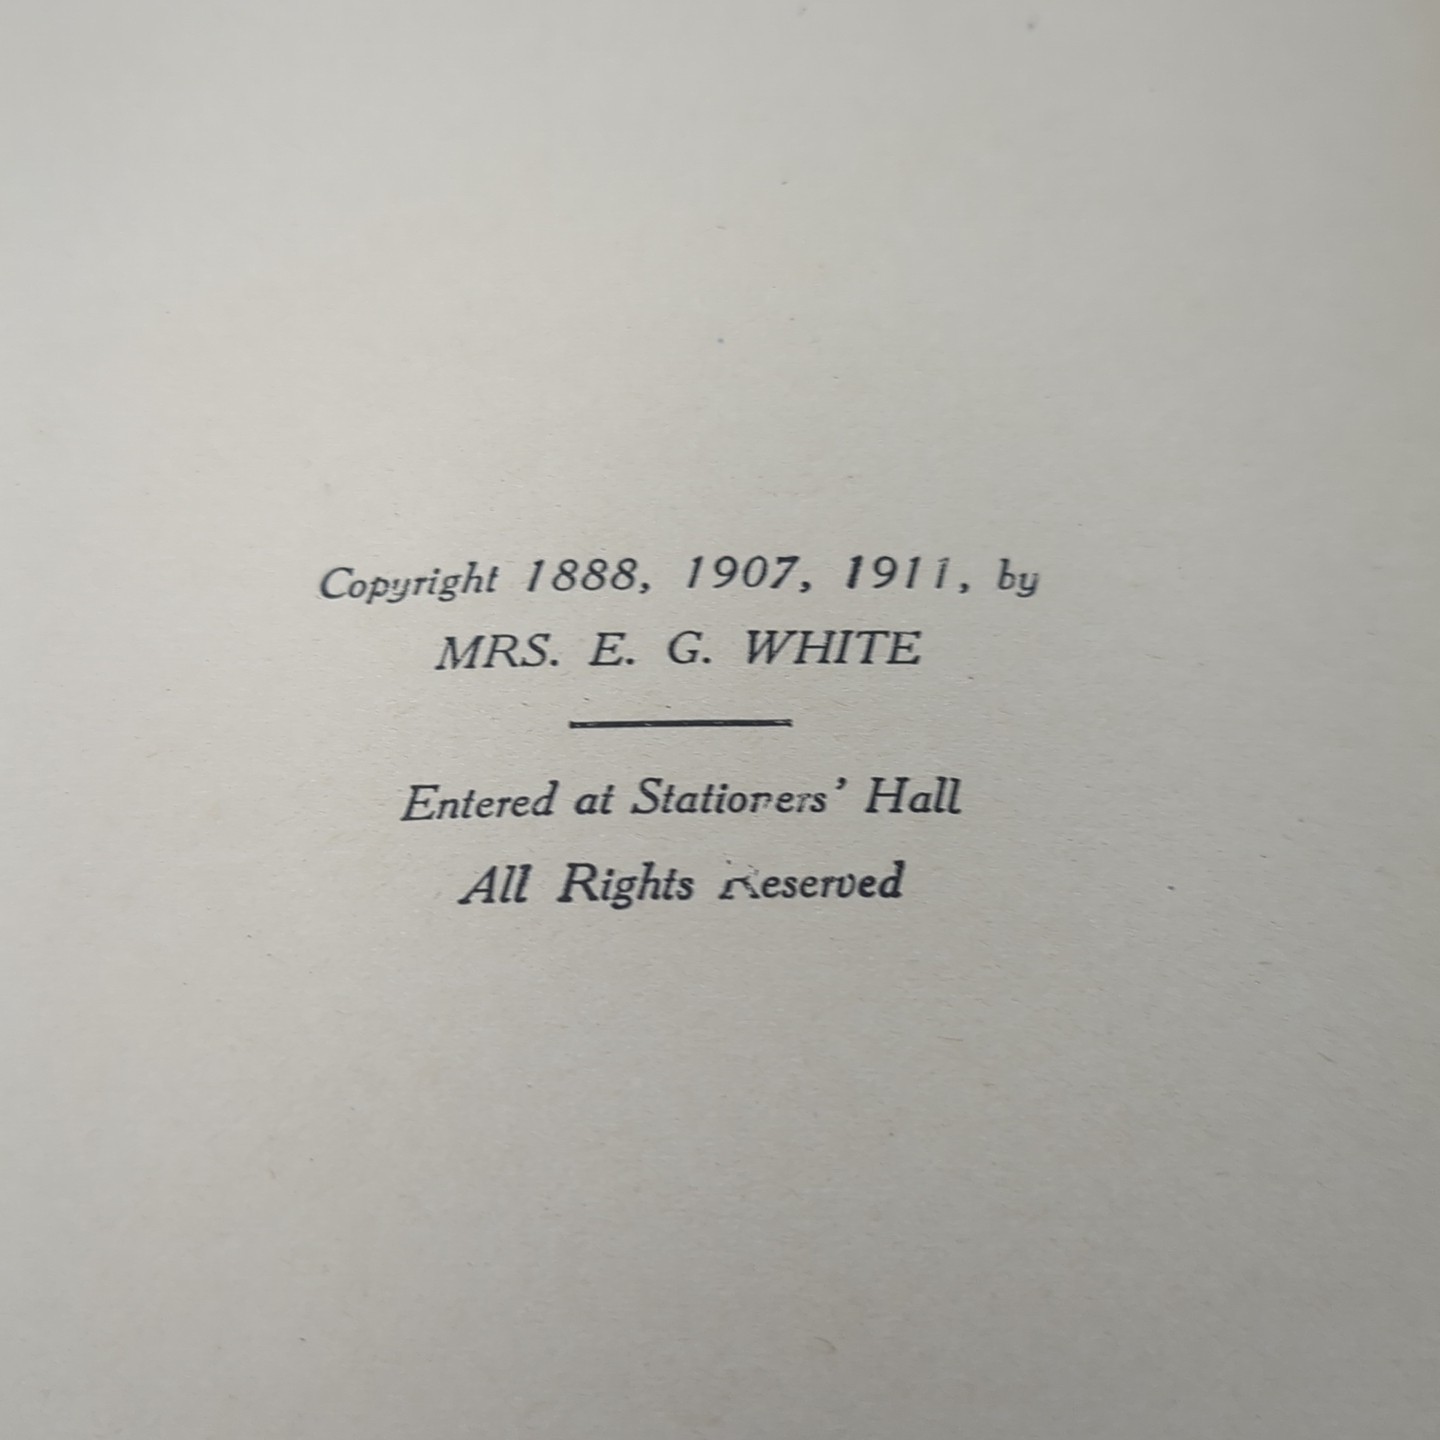 Copyright 1888, 1907, 1911, by
MRS. E. G. WHITE
Entered at Stationers' Hall
All Rights Reserved